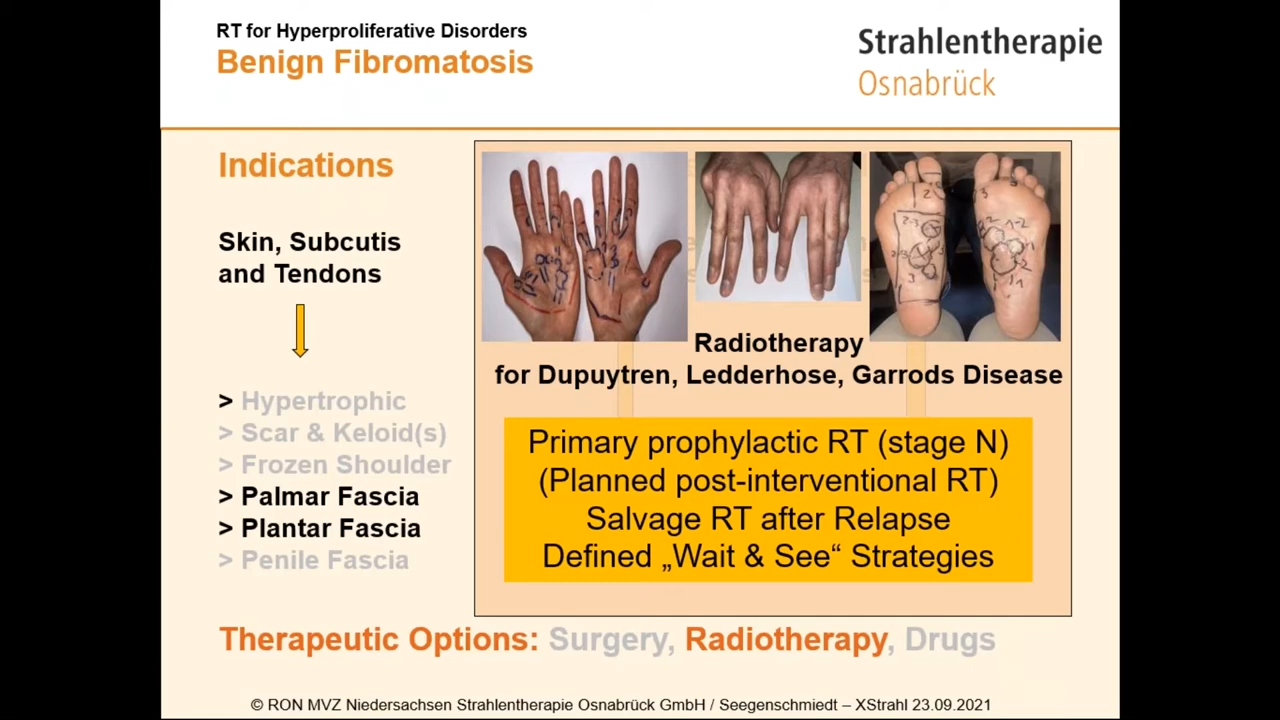 RT for Hyperproliferative Disorders
Benign Fibromatosis
Strahlentherapie
Osnabrück
Indications
Skin, Subcutis
and Tendons
> Hypertrophic
> Scar & Keloid(s)
> Frozen Shoulder
> Palmar Fascia
> Plantar Fascia
> Penile Fascia
Radiotherapy
for Dupuytren, Ledderhose, Garrods Disease
Primary prophylactic RT (stage N)
(Planned post-interventional RT)
Salvage RT after Relapse
Defined „Wait & See“ Strategies
Therapeutic Options: Surgery, Radiotherapy, Drugs
© RON MVZ Niedersachsen Strahlentherapie Osnabrück GmbH / Seegenschmiedt – XStrahl 23.09.2021